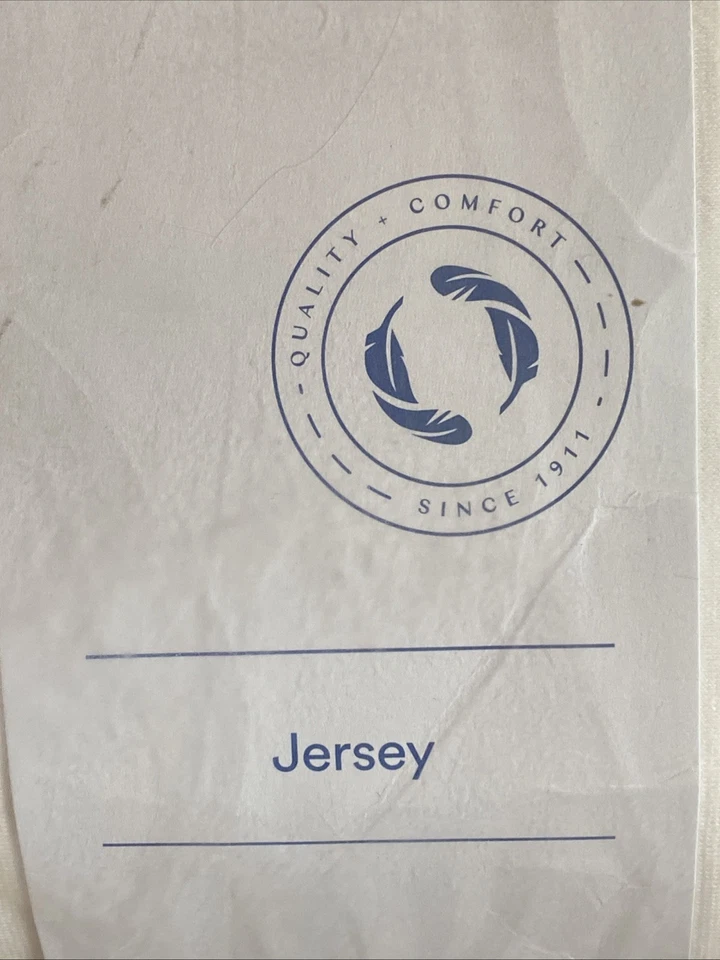 QUALITY + COMFORT
SINCE 1911
Jersey